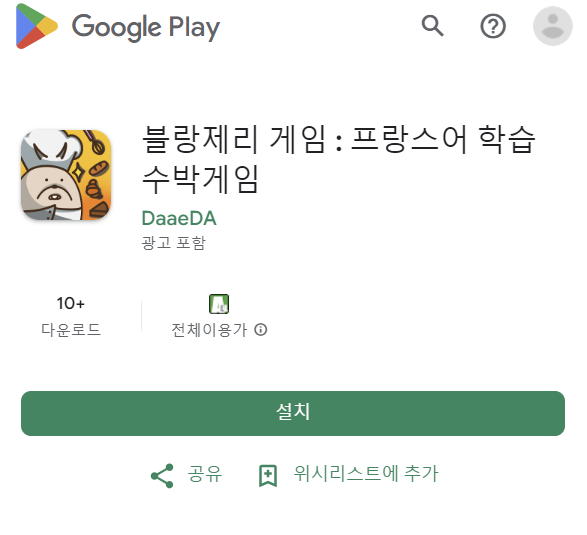 Google Play
블랑제리 게임 : 프랑스어 학습
수박게임
DaaeDA
광고 포함
10+
다운로드
전체이용가
설치
공유
위시리스트에 추가